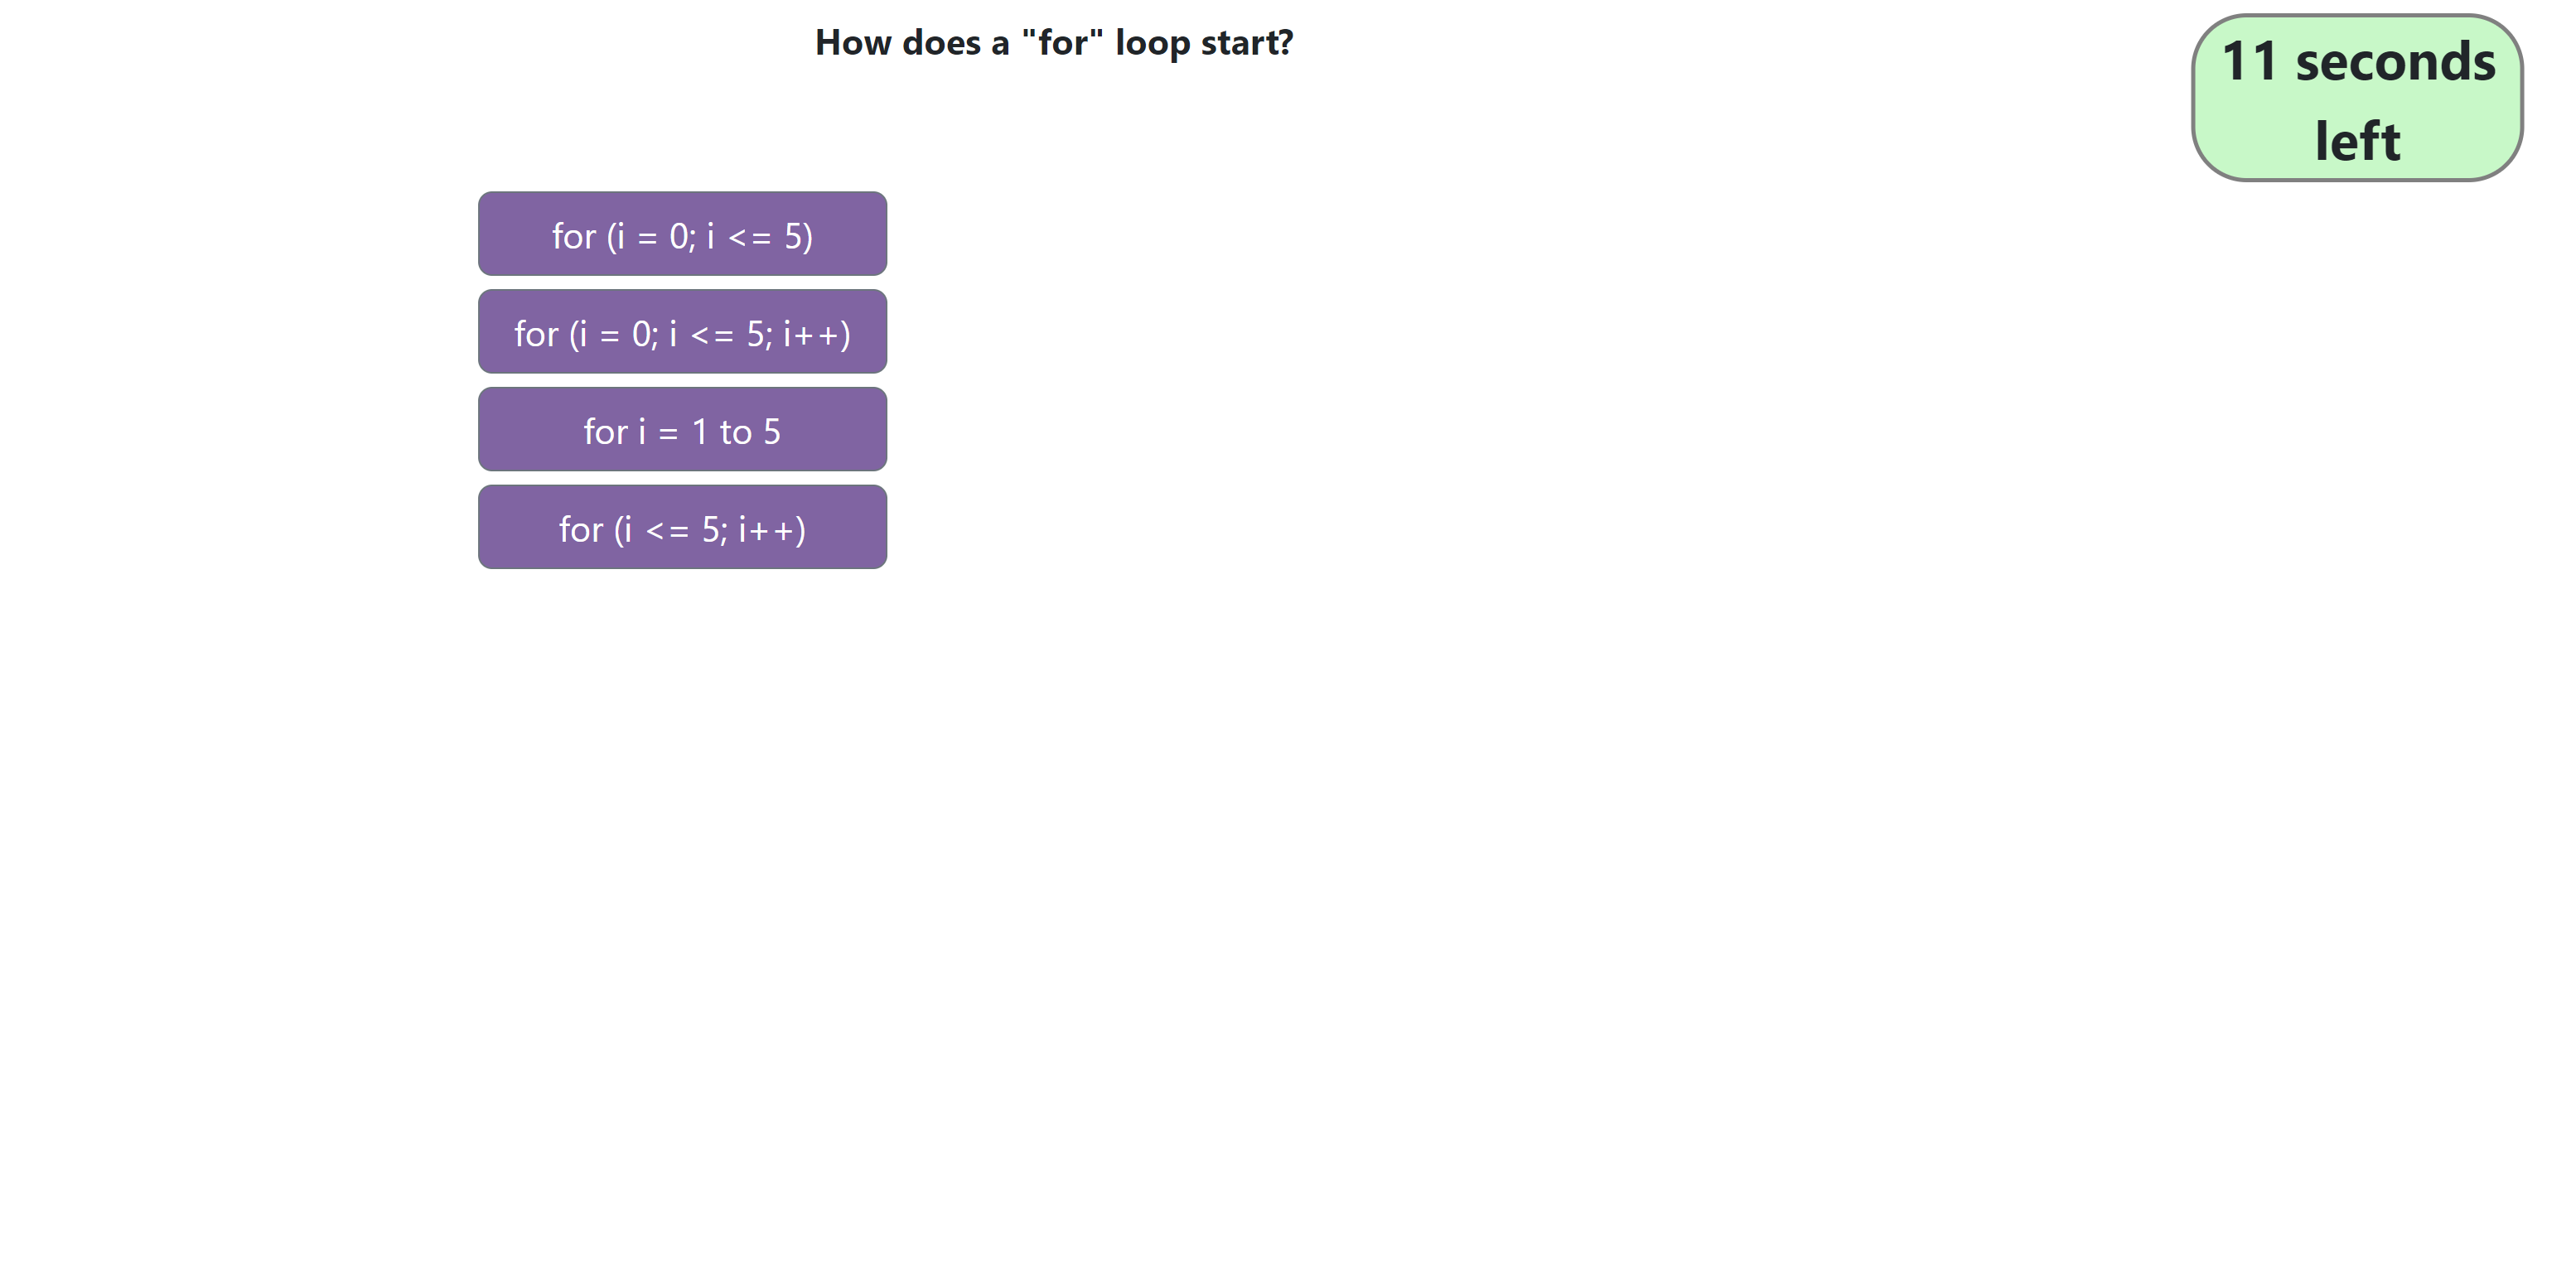 How does a "for" loop start?
11 seconds
left
for (i = 0; i <= 5)
for (i = 0; i <= 5; i++)
for i = 1 to 5
for (i <= 5; i++)